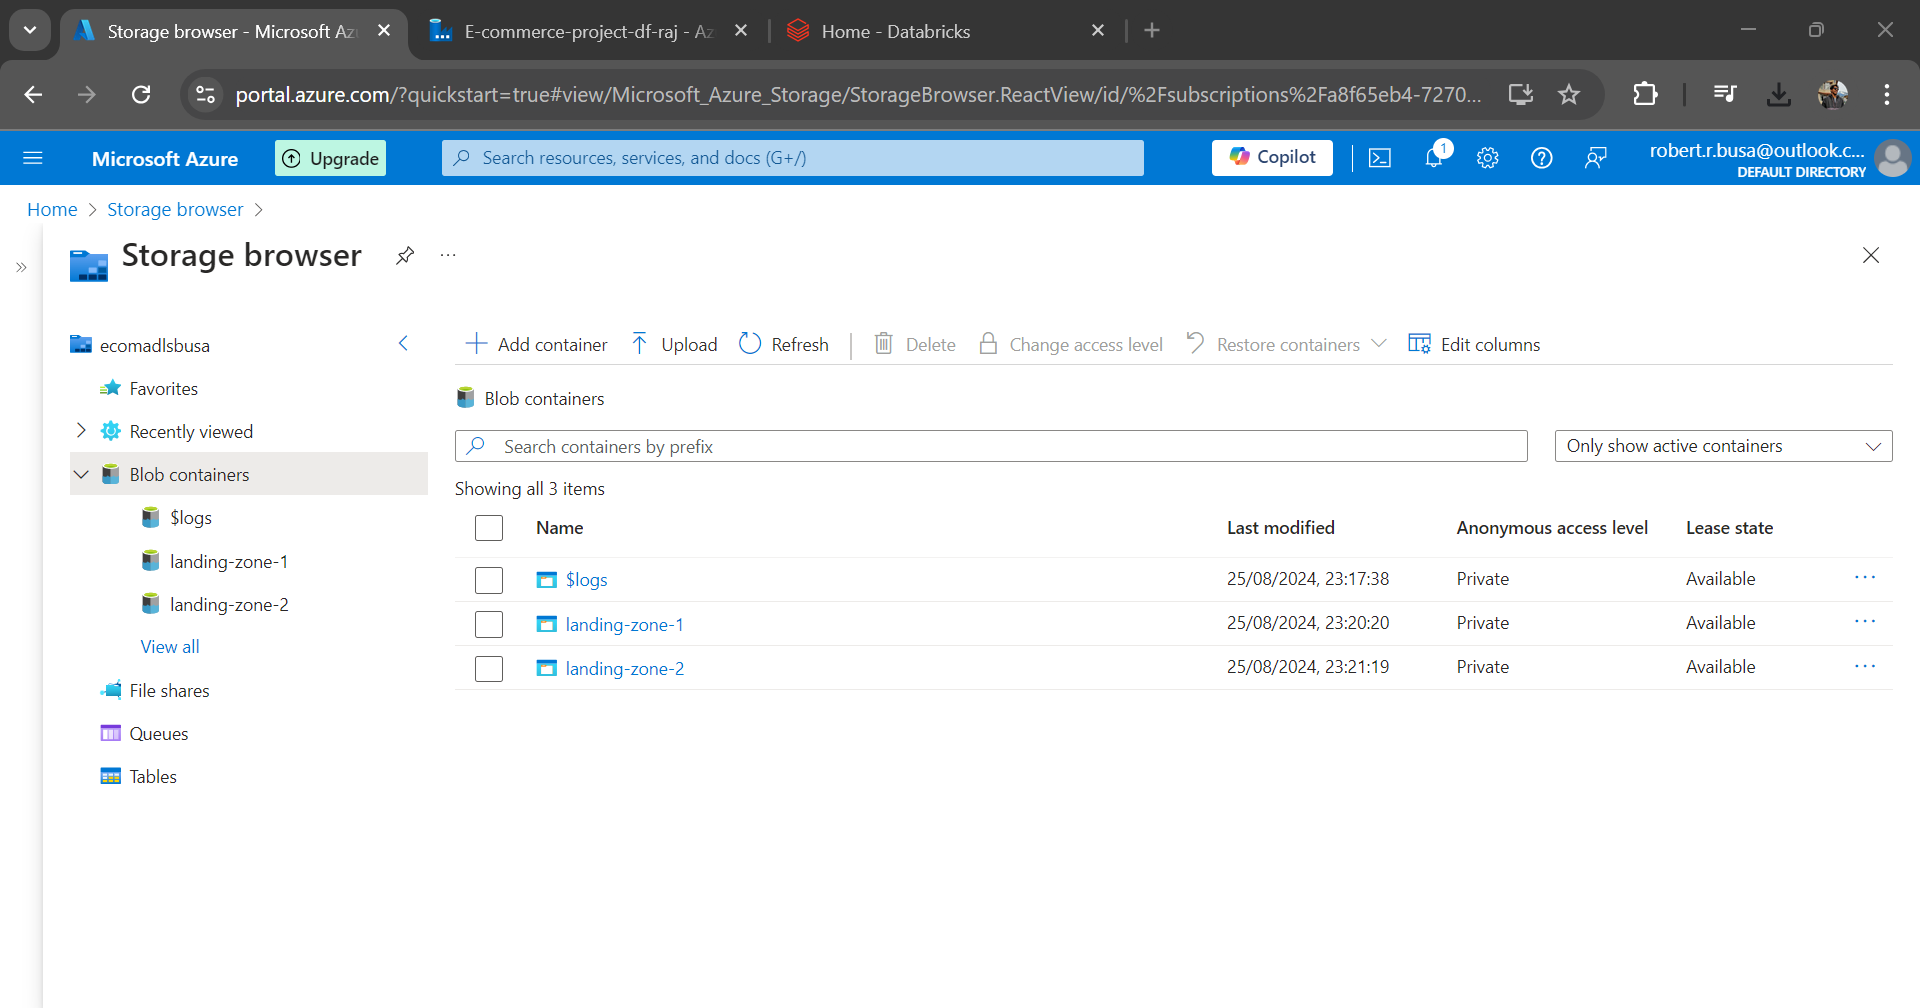 Storage browser - Microsoft Az
E-commerce-project-df-raj - Az
Home - Databricks
portal.azure.com/?quickstart=true#view/Microsoft_Azure_Storage/StorageBrowser.ReactView/id/%2Fsubscriptions%2Fa8f65eb4-7270...
Microsoft Azure
Upgrade
Search resources, services, and docs (G+/)
Copilot
1
robert.r.busa@outlook.c...
DEFAULT DIRECTORY
Home > Storage browser >
Storage browser
...
ecomadlsbusa
Favorites
Recently viewed
Blob containers
$logs
landing-zone-1
landing-zone-2
View all
File shares
Queues
Tables
Add container
Upload
Refresh
Delete
Change access level
Restore containers
Edit columns
Blob containers
Search containers by prefix
Only show active containers
Showing all 3 items
Name Last modified Anonymous access level Lease state
$logs 25/08/2024, 23:17:38 Private Available ...
landing-zone-1 25/08/2024, 23:20:20 Private Available ...
landing-zone-2 25/08/2024, 23:21:19 Private Available ...